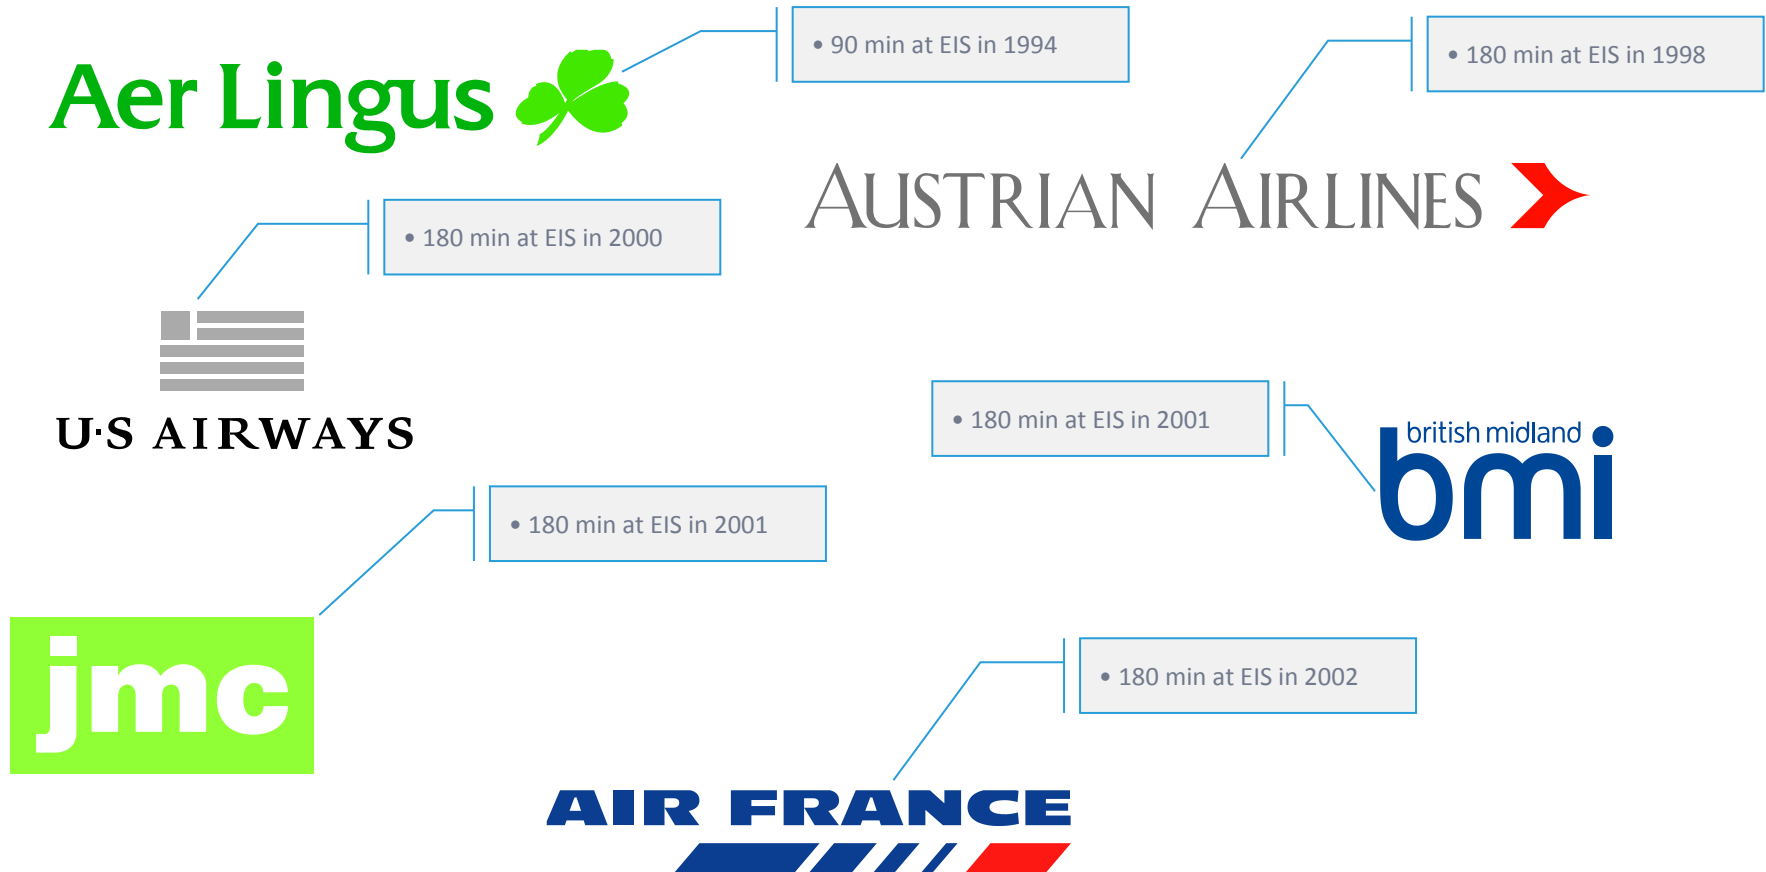 • 90 min at EIS in 1994
Aer Lingus
• 180 min at EIS in 1998
AUSTRIAN AIRLINES
• 180 min at EIS in 2000
U·S AIRWAYS
• 180 min at EIS in 2001
british midland
bmi
• 180 min at EIS in 2001
jmc
• 180 min at EIS in 2002
AIR FRANCE